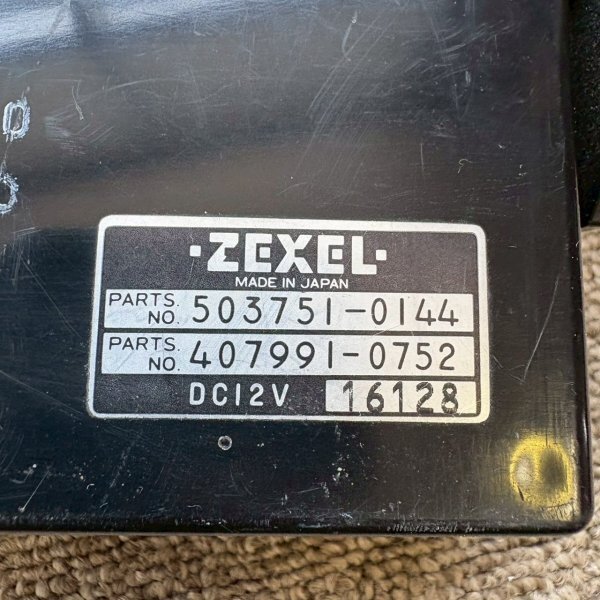 ·ZEXEL·
MADE IN JAPAN
PARTS. NO. 503751-0144
PARTS. NO. 407991-0752
DC12V 16128